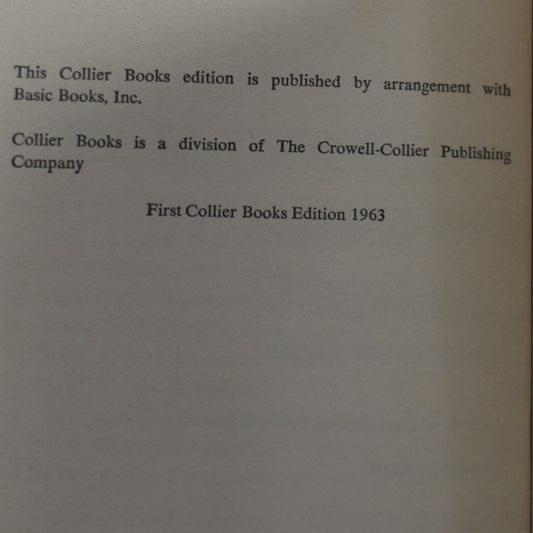 This Collier Books edition is published by arrangement with
Basic Books, Inc.
Collier Books is a division of The Crowell-Collier Publishing
Company
First Collier Books Edition 1963